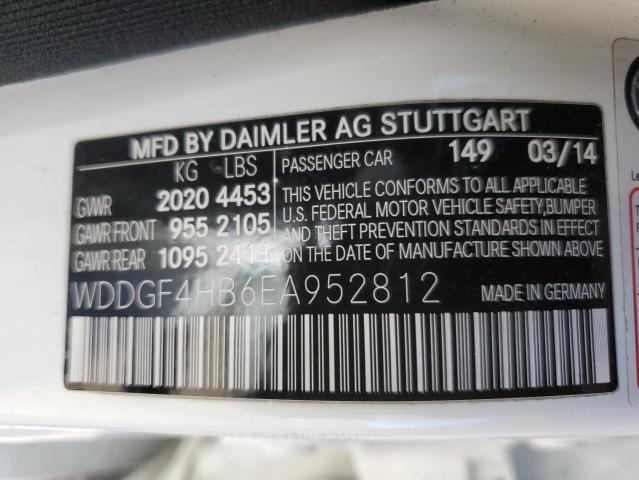 MFD BY DAIMLER AG STUTTGART
KG LBS
GVWR 2020 4453
GAWR FRONT 955 2105
GAWR REAR 1095 2414
PASSENGER CAR 149 03/14
THIS VEHICLE CONFORMS TO ALL APPLICABLE
U.S. FEDERAL MOTOR VEHICLE SAFETY,BUMPER
AND THEFT PREVENTION STANDARDS IN EFFECT
ON THE DATE OF MANUFACTURE SHOWN ABOVE
WDDGF4HB6EA952812
MADE IN GERMANY